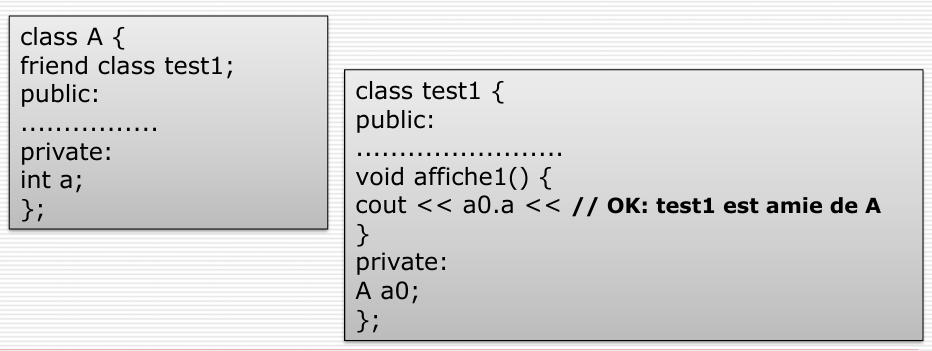 class A {
friend class test1;
public:
................
private:
int a;
};
class test1 {
public:
........................
void affiche1() {
cout << a0.a << // OK: test1 est amie de A
}
private:
A a0;
};